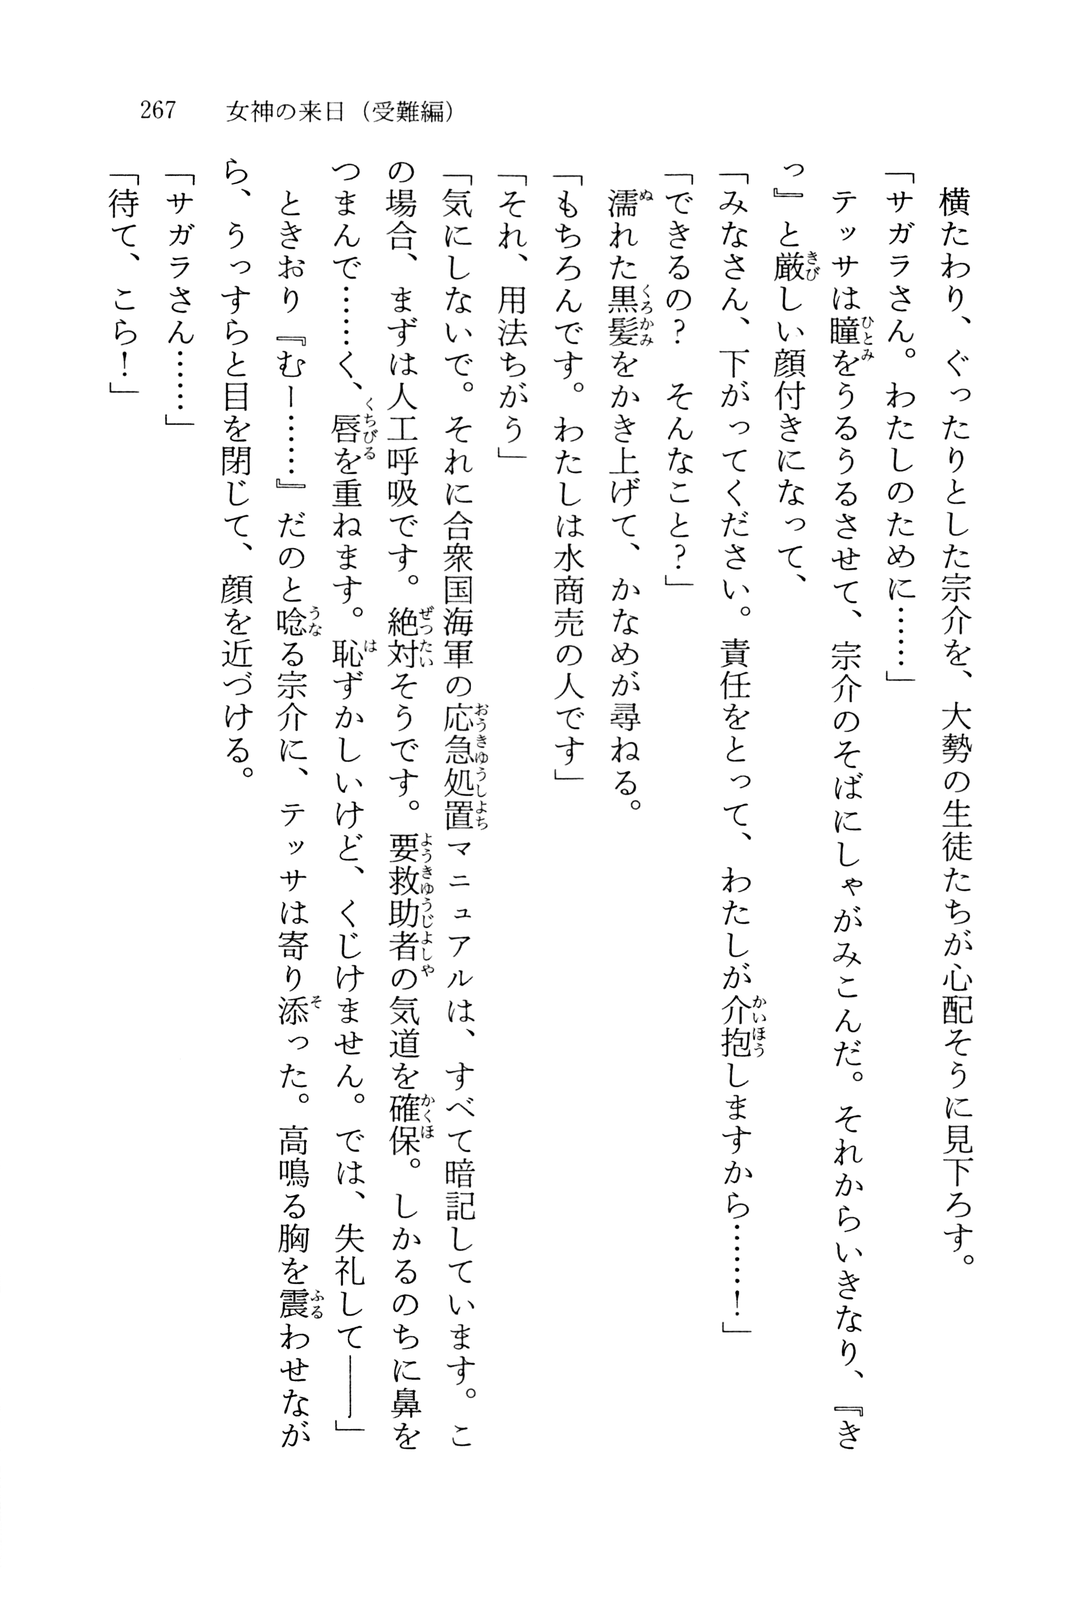 267 女神の来日（受難編）
横たわり、ぐったりとした宗介を、大勢の生徒たちが心配そうに見下ろす。
「サガラさん。わたしのために……」
テッサは瞳をうるうるさせて、宗介のそばにしゃがみこんだ。それからいきなり、『き
っ』と厳しい顔付きになって、
「みなさん、下がってください。責任をとって、わたしが介抱しますから……！」
「できるの？　そんなこと？」
濡れた黒髪をかき上げて、かなめが尋ねる。
「もちろんです。わたしは水商売の人です」
「それ、用法ちがう」
「気にしないで。それに合衆国海軍の応急処置マニュアルは、すべて暗記しています。こ
の場合、まずは人工呼吸です。絶対そうです。要救助者の気道を確保。しかるのちに鼻を
つまんで……く、唇を重ねます。恥ずかしいけど、くじけません。では、失礼して――」
ときおり『むー……』だのと唸る宗介に、テッサは寄り添った。高鳴る胸を震わせなが
ら、うっすらと目を閉じて、顔を近づける。
「サガラさん……」
「待て、こら！」